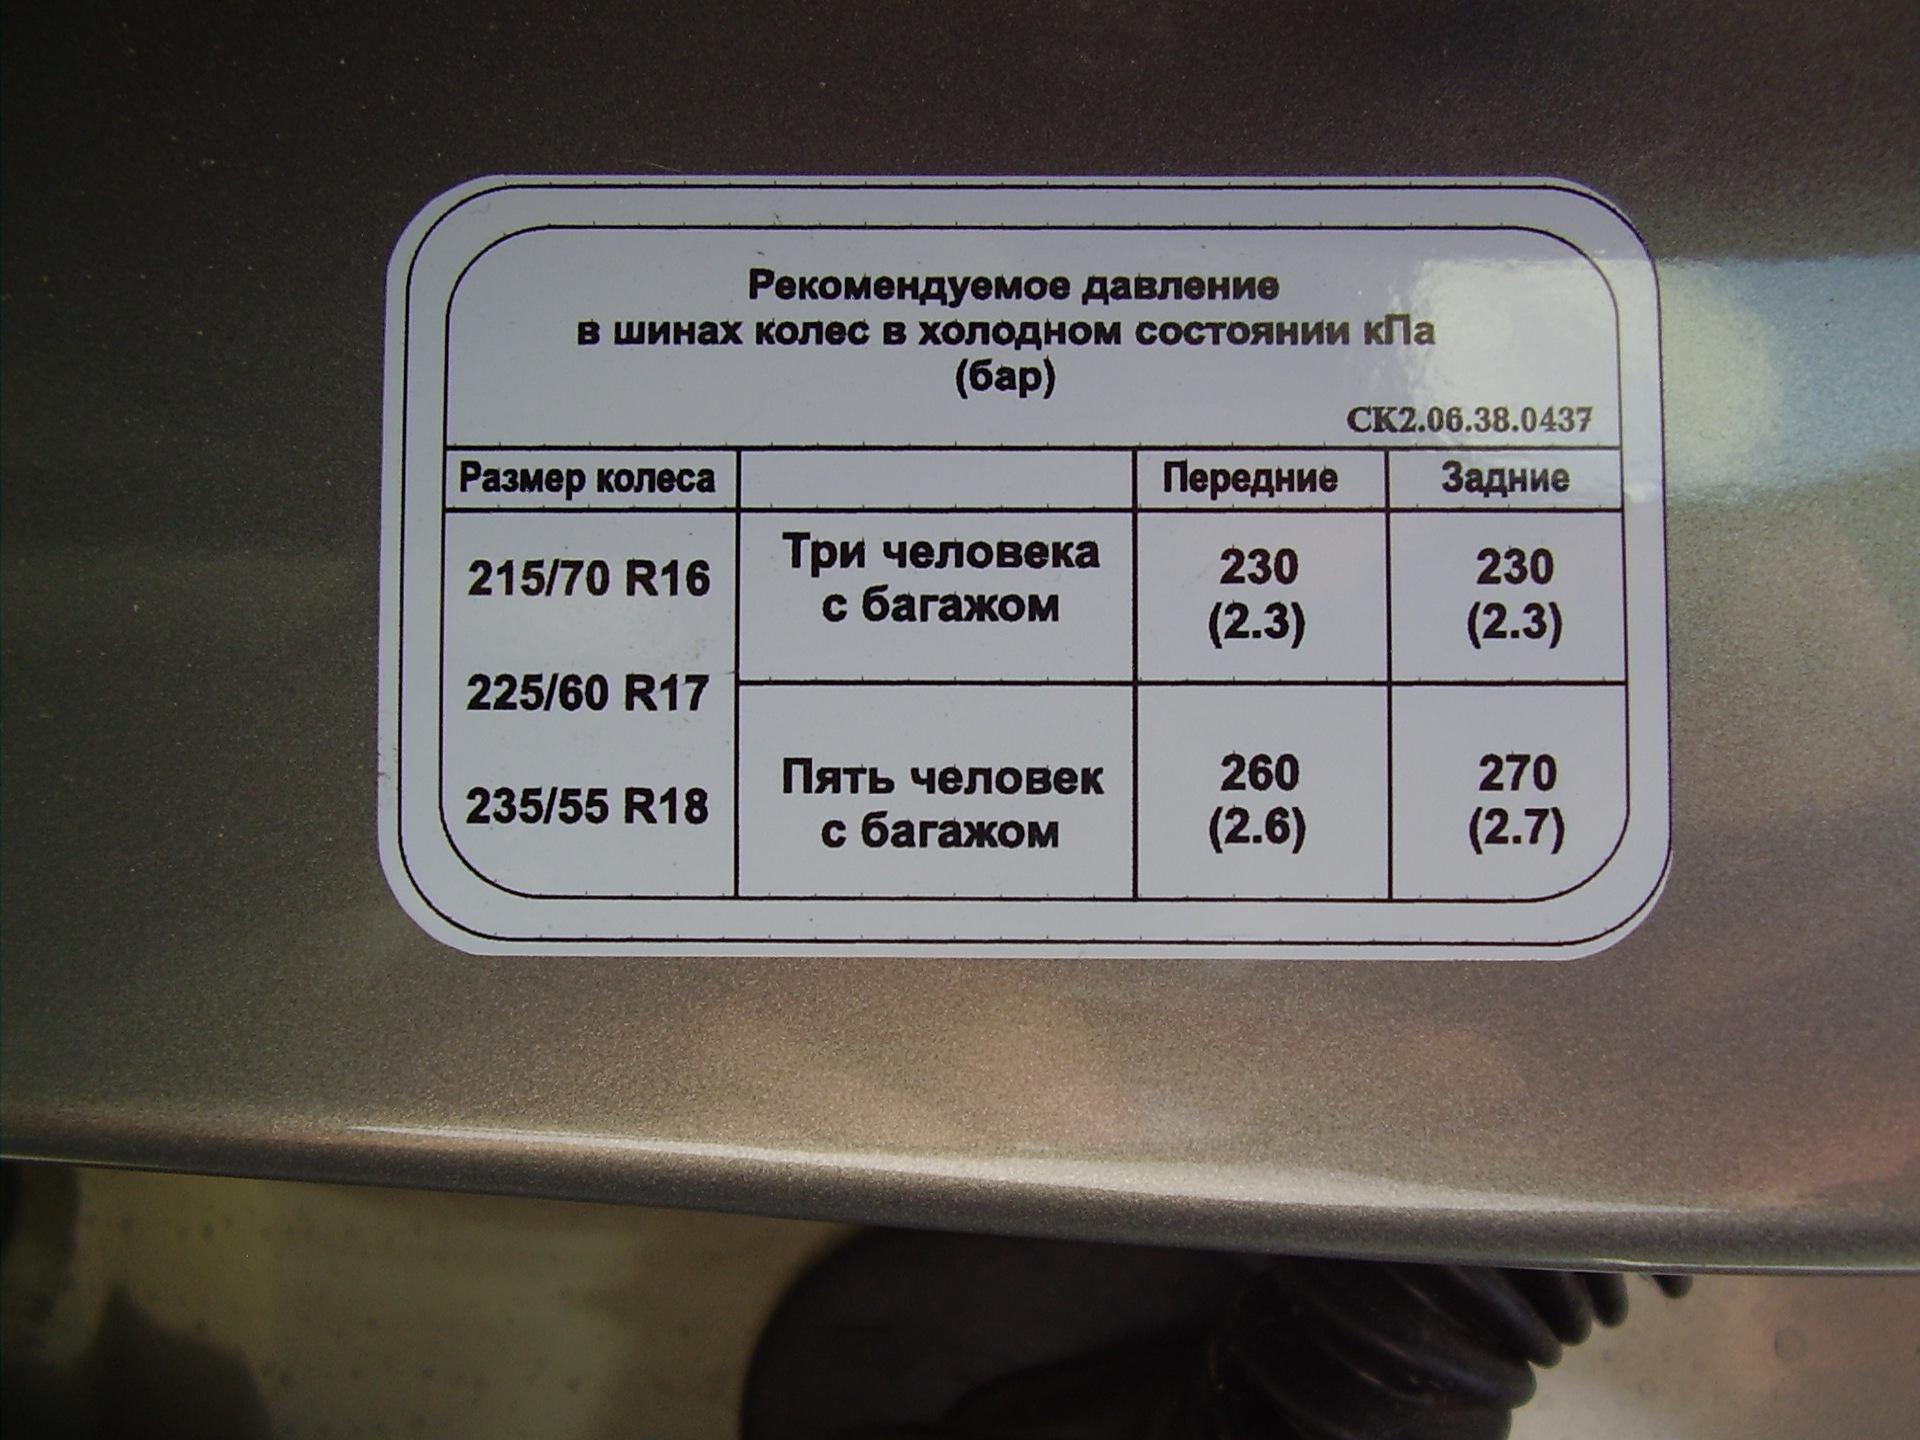 Рекомендуемое давление
в шинах колес в холодном состоянии кПа
(бар)
СК2.06.38.0437
Размер колеса Передние Задние
215/70 R16
225/60 R17
235/55 R18
Три человека
с багажом
230
(2.3)
230
(2.3)
Пять человек
с багажом
260
(2.6)
270
(2.7)